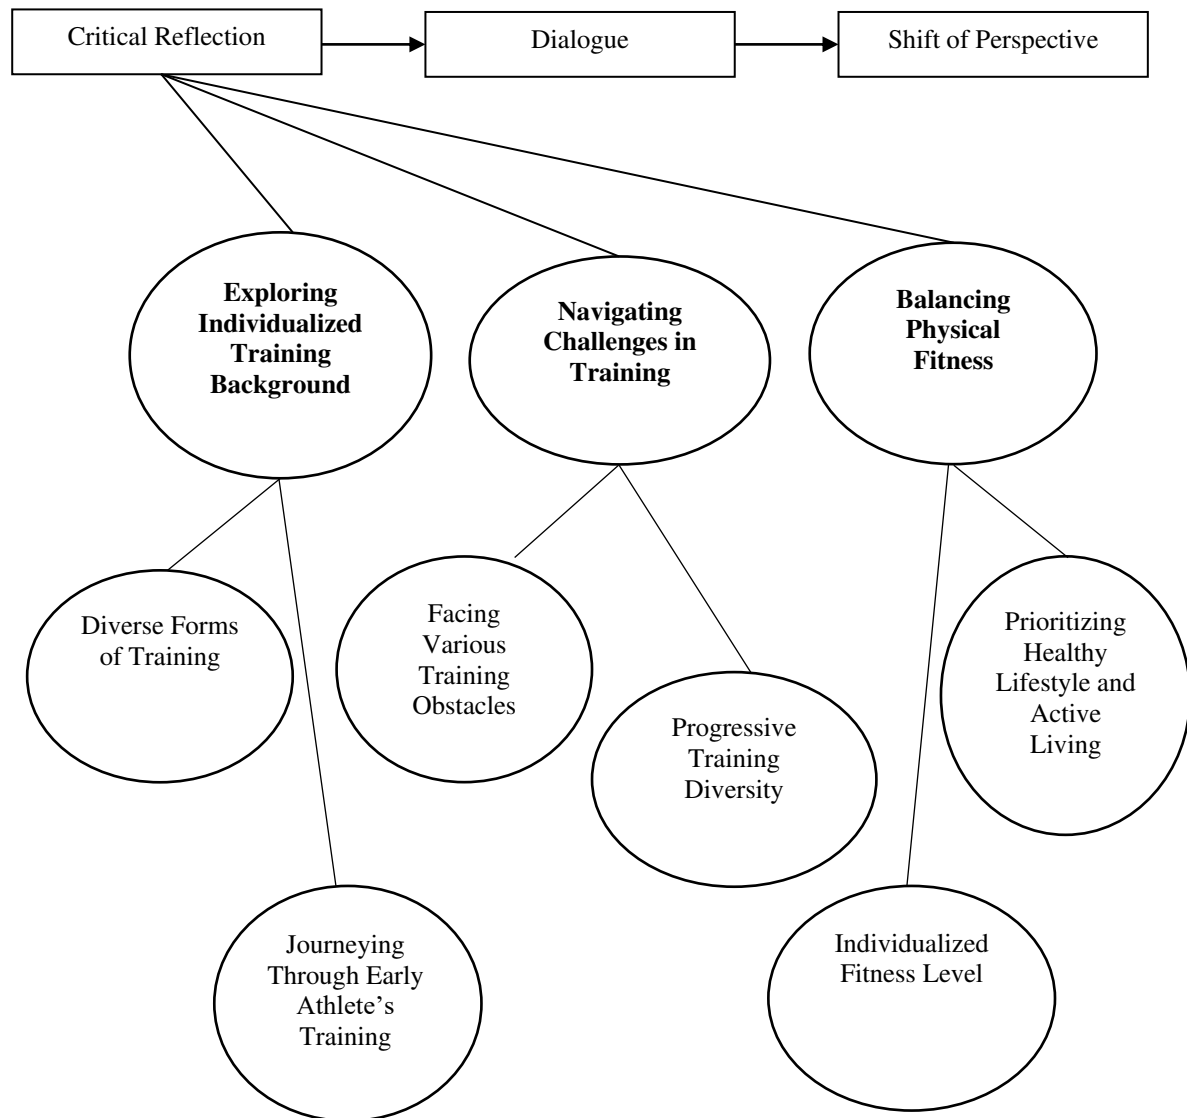 Critical Reflection
Dialogue
Shift of Perspective
Exploring
Individualized
Training
Background
Navigating
Challenges in
Training
Balancing
Physical
Fitness
Diverse Forms
of Training
Facing
Various
Training
Obstacles
Prioritizing
Healthy
Lifestyle and
Active
Living
Progressive
Training
Diversity
Journeying
Through Early
Athlete’s
Training
Individualized
Fitness Level